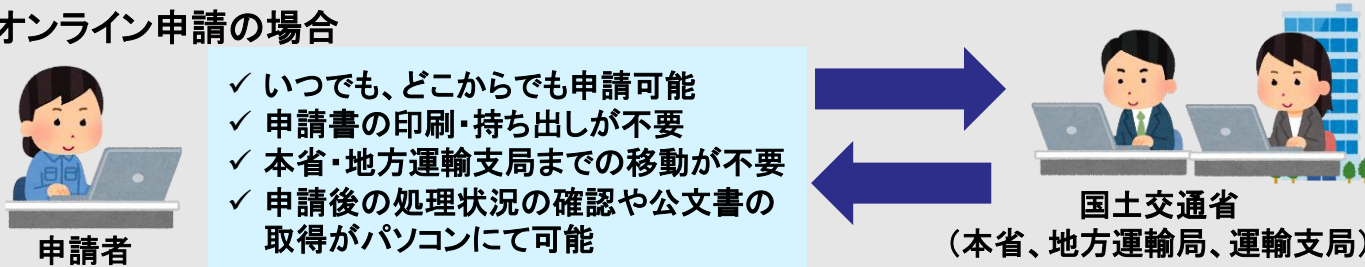 オンライン申請の場合
✓ いつでも、どこからでも申請可能
✓ 申請書の印刷・持ち出しが不要
✓ 本省・地方運輸支局までの移動が不要
✓ 申請後の処理状況の確認や公文書の
取得がパソコンにて可能
申請者
国土交通省
（本省、地方運輸局、運輸支局）